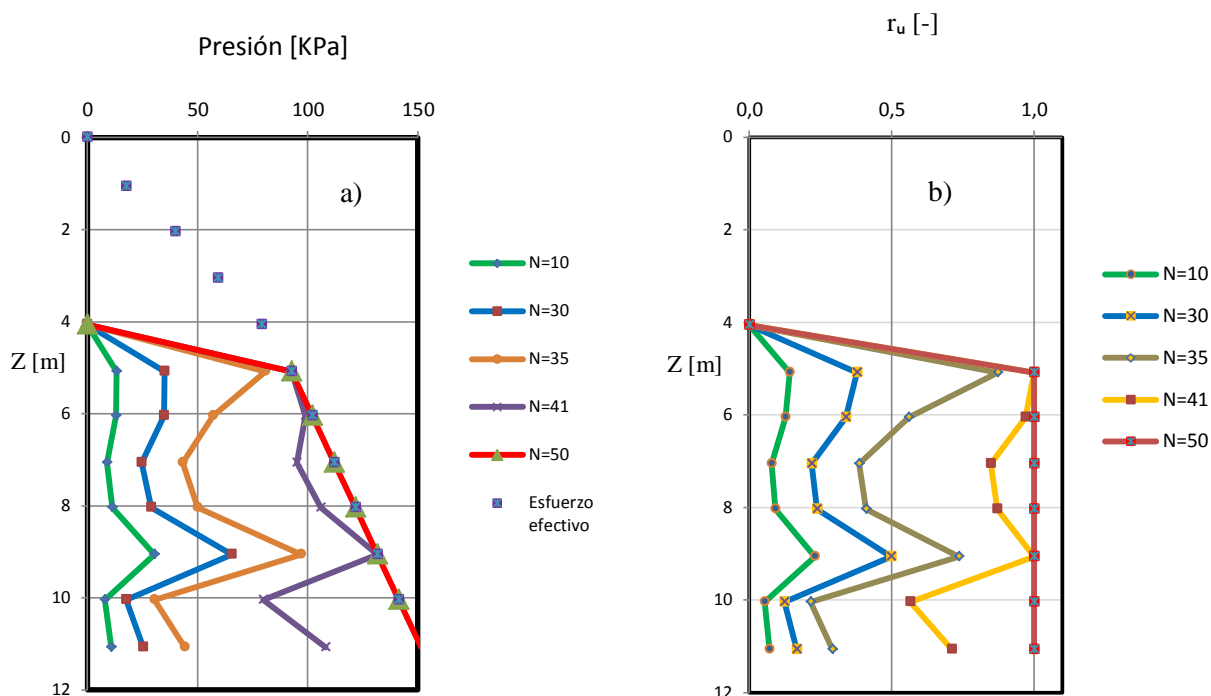 Presión [KPa]
0 50 100 150
0
2
4
6
8
10
12
Z [m]
a)
N=10
N=30
N=35
N=41
N=50
Esfuerzo
efectivo
rᵤ [-]
0,0 0,5 1,0
0
2
4
6
8
10
12
Z [m]
b)
N=10
N=30
N=35
N=41
N=50